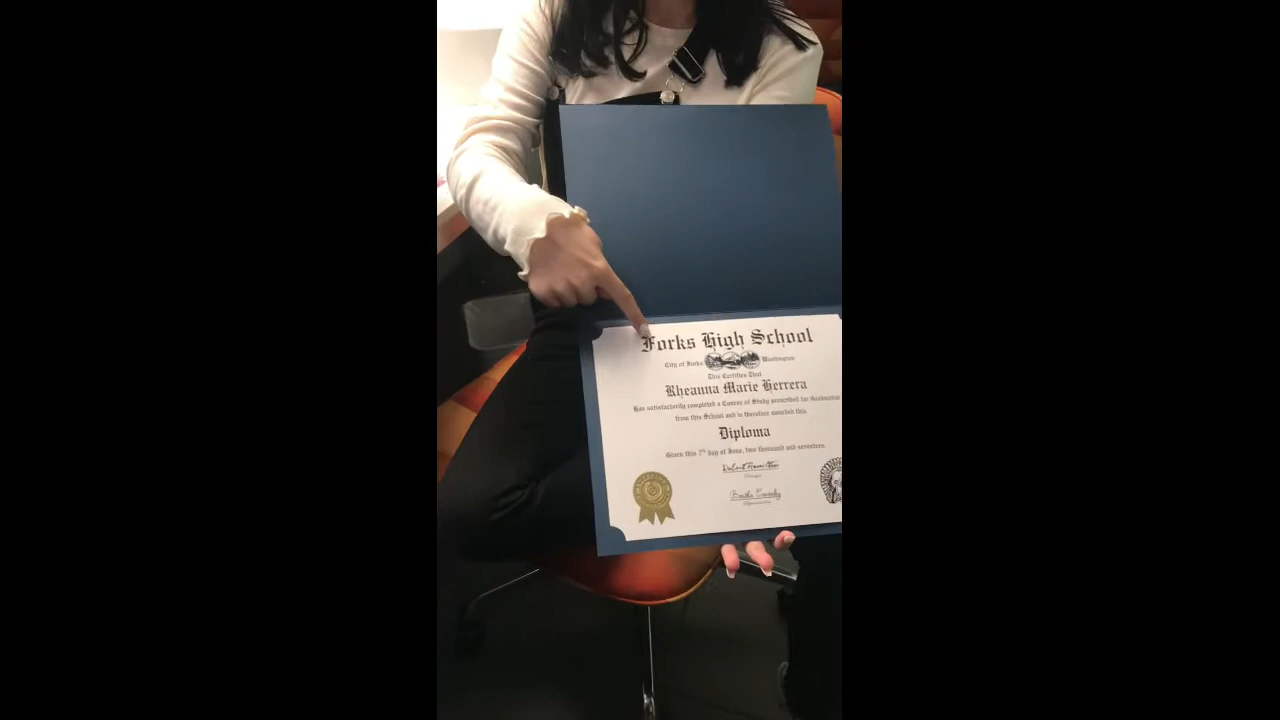 Forks High School
City of Forks Washington
This Certifies That
Rheanna Marie Herrera
Has satisfactorily completed a Course of Study prescribed for Graduation
from this School and is therefore awarded this
Diploma
Given this 7th day of June, two thousand and seventeen.